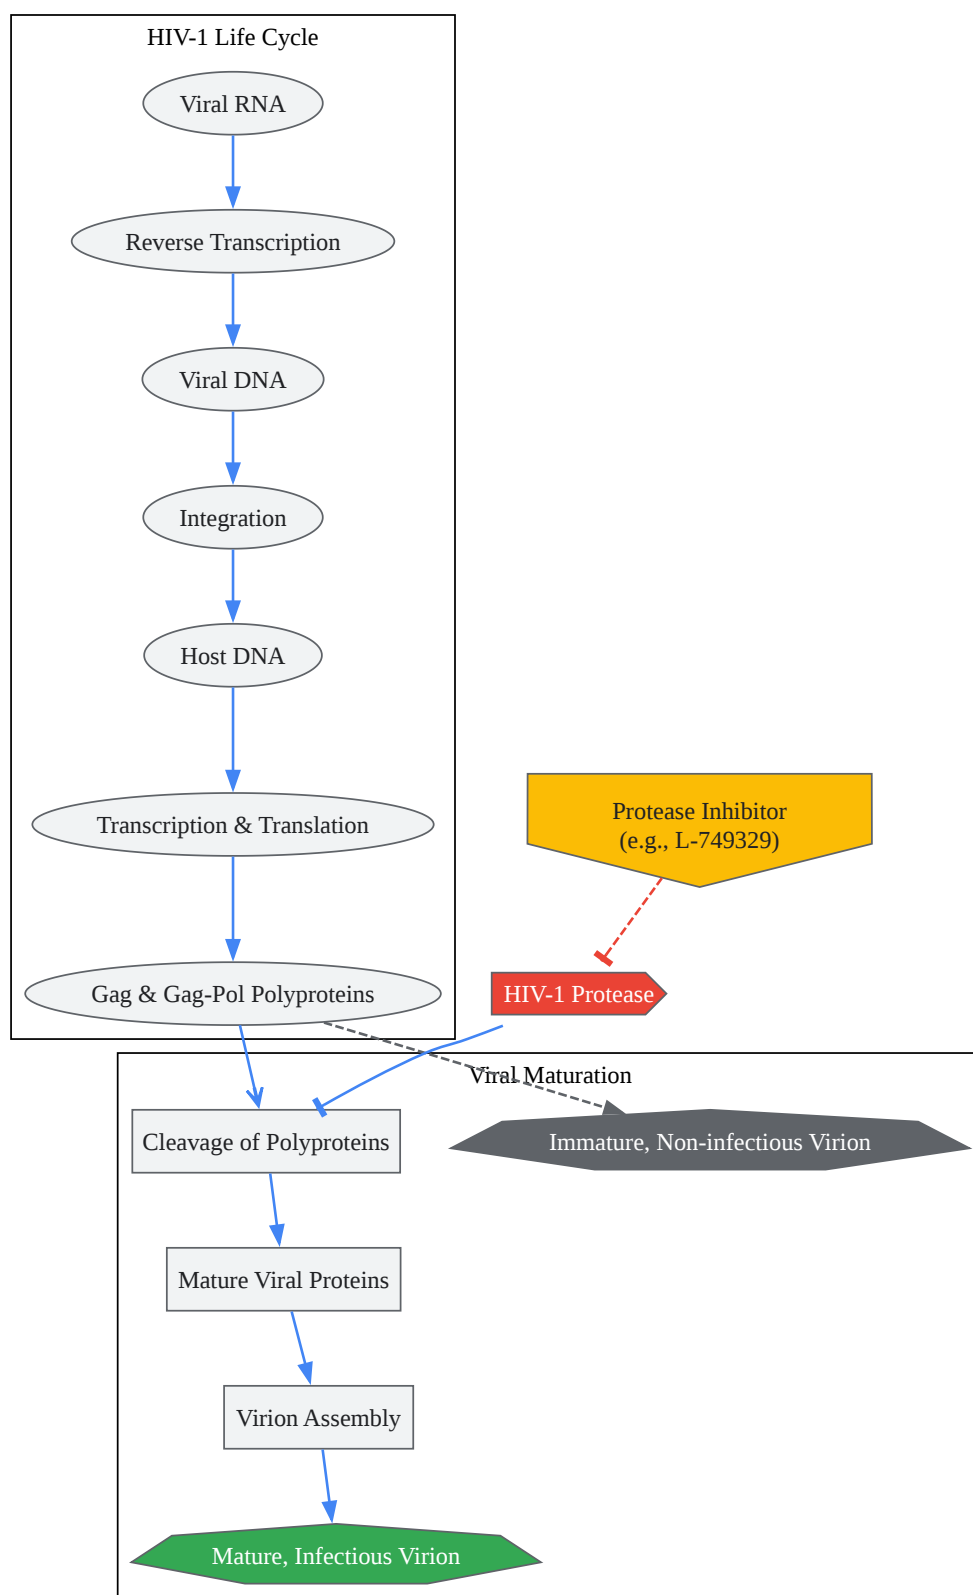 HIV-1 Life Cycle
Viral RNA
Reverse Transcription
Viral DNA
Integration
Host DNA
Transcription & Translation
Protease Inhibitor
(e.g., L-749329)
Gag & Gag-Pol Polyproteins
HIV-1 Protease
Viral Maturation
Cleavage of Polyproteins
Immature, Non-infectious Virion
Mature Viral Proteins
Virion Assembly
Mature, Infectious Virion